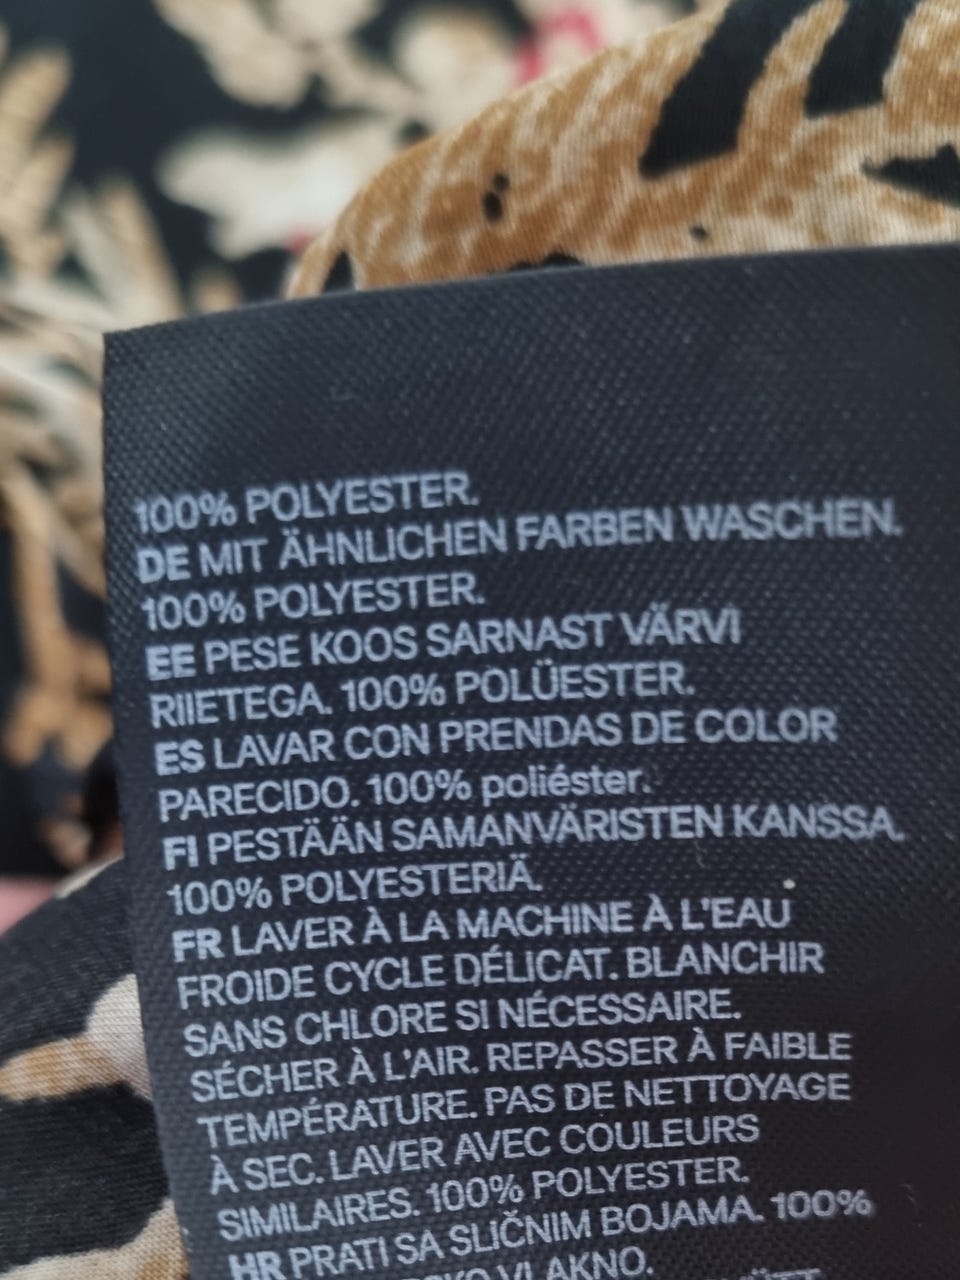 100% POLYESTER.
DE MIT ÄHNLICHEN FARBEN WASCHEN.
100% POLYESTER.
EE PESE KOOS SARNAST VÄRVI
RIIETEGA. 100% POLÜESTER.
ES LAVAR CON PRENDAS DE COLOR
PARECIDO. 100% poliéster.
FI PESTÄÄN SAMANVÄRISTEN KANSSA.
100% POLYESTERIÄ.
FR LAVER À LA MACHINE À L'EAU
FROIDE CYCLE DÉLICAT. BLANCHIR
SANS CHLORE SI NÉCESSAIRE.
SÉCHER À L'AIR. REPASSER À FAIBLE
TEMPÉRATURE. PAS DE NETTOYAGE
À SEC. LAVER AVEC COULEURS
SIMILAIRES. 100% POLYESTER.
HR PRATI SA SLIČNIM BOJAMA. 100%
VLAKNO.